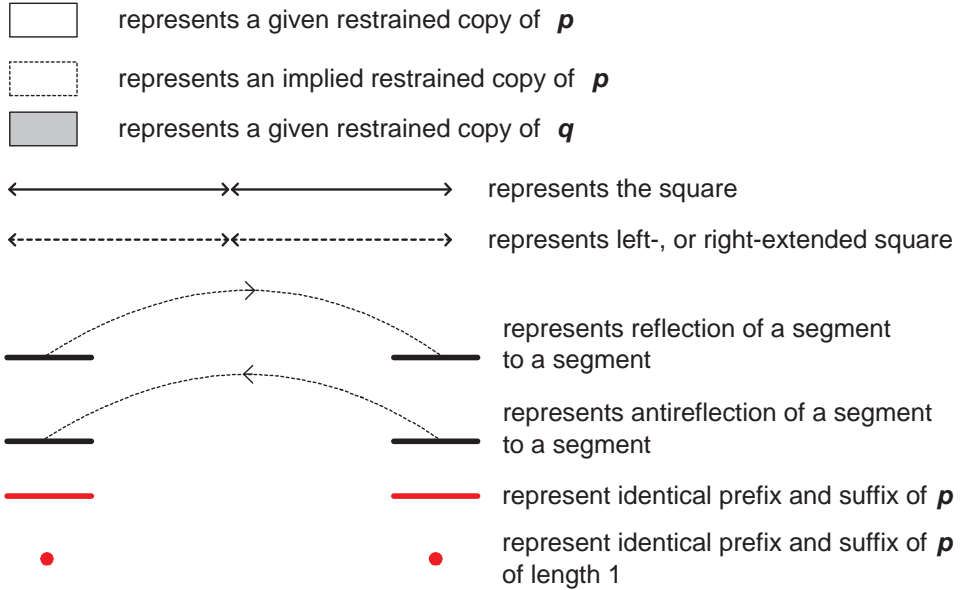 represents a given restrained copy of p
represents an implied restrained copy of p
represents a given restrained copy of q
represents the square
represents left-, or right-extended square
represents reflection of a segment
to a segment
represents antireflection of a segment
to a segment
represent identical prefix and suffix of p
represent identical prefix and suffix of p
of length 1